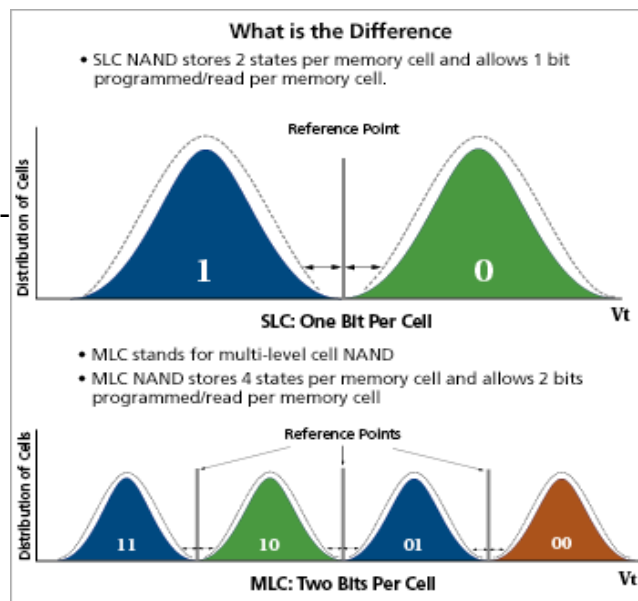 What is the Difference
• SLC NAND stores 2 states per memory cell and allows 1 bit
programmed/read per memory cell.
Reference Point
Distribution of Cells
1
0
SLC: One Bit Per Cell
Vt
• MLC stands for multi-level cell NAND
• MLC NAND stores 4 states per memory cell and allows 2 bits
programmed/read per memory cell
Reference Points
Distribution of Cells
11
10
01
00
MLC: Two Bits Per Cell
Vt